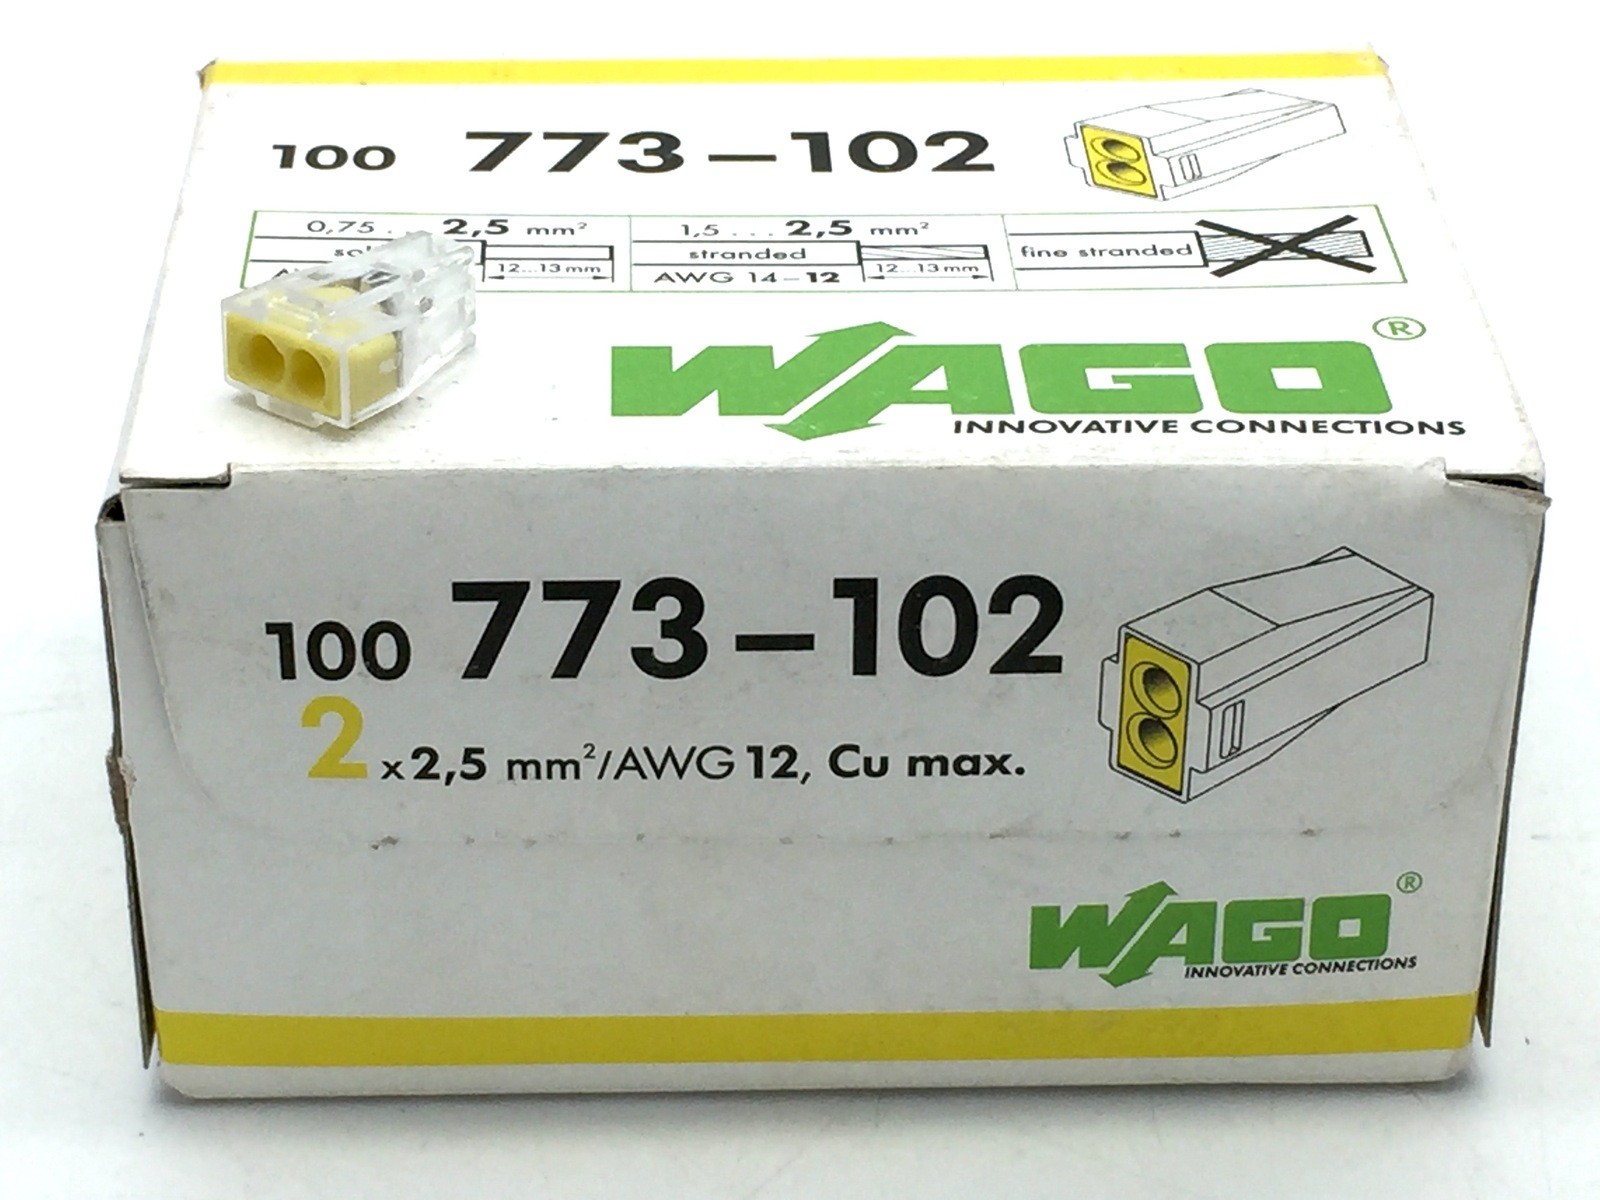 100 773-102
0,75 ... 2,5 mm² 1,5 ... 2,5 mm²
12...13 mm stranded 12...13 mm fine stranded
AWG 14-12
WAGO®
INNOVATIVE CONNECTIONS
100 773-102
2 x 2,5 mm²/AWG 12, Cu max.
WAGO®
INNOVATIVE CONNECTIONS